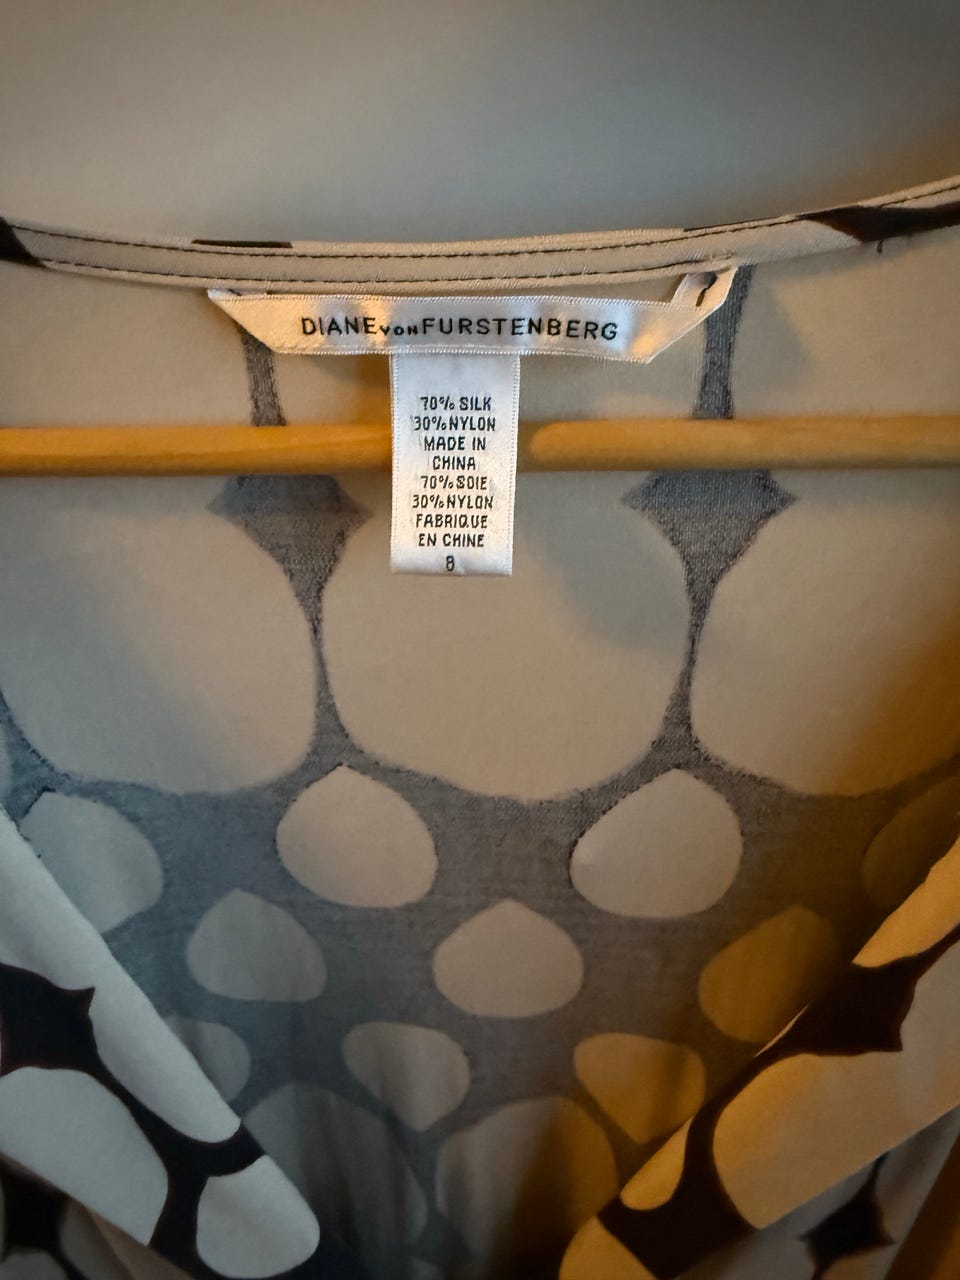 DIANE VON FURSTENBERG
70% SILK
30% NYLON
MADE IN
CHINA
70% SOIE
30% NYLON
FABRIQUE
EN CHINE
8